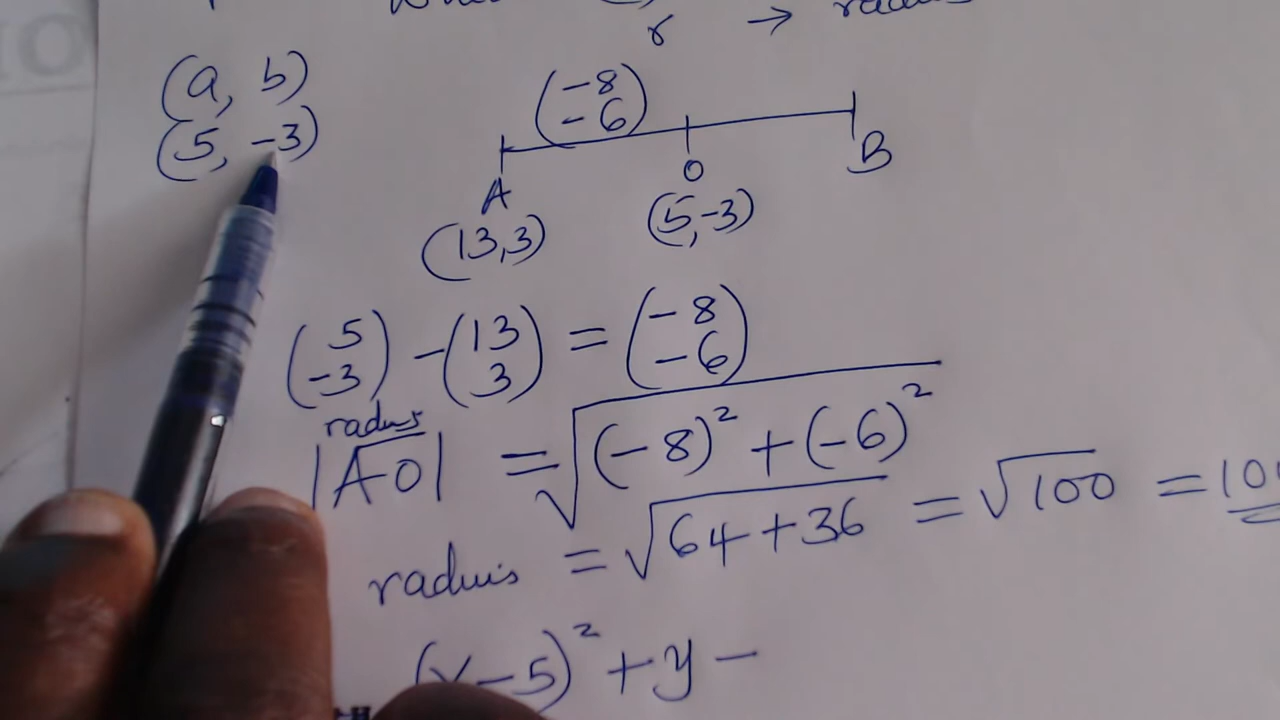 r → radius
(a, b)
(5, -3)
(-8
-6)
A O B
(13,3) (5,-3)
(5
-3) - (13
3) = (-8
-6)
radius
|AO| = √(-8)² + (-6)²
radius = √64+36 = √100 = 10
(x-5)² + y -